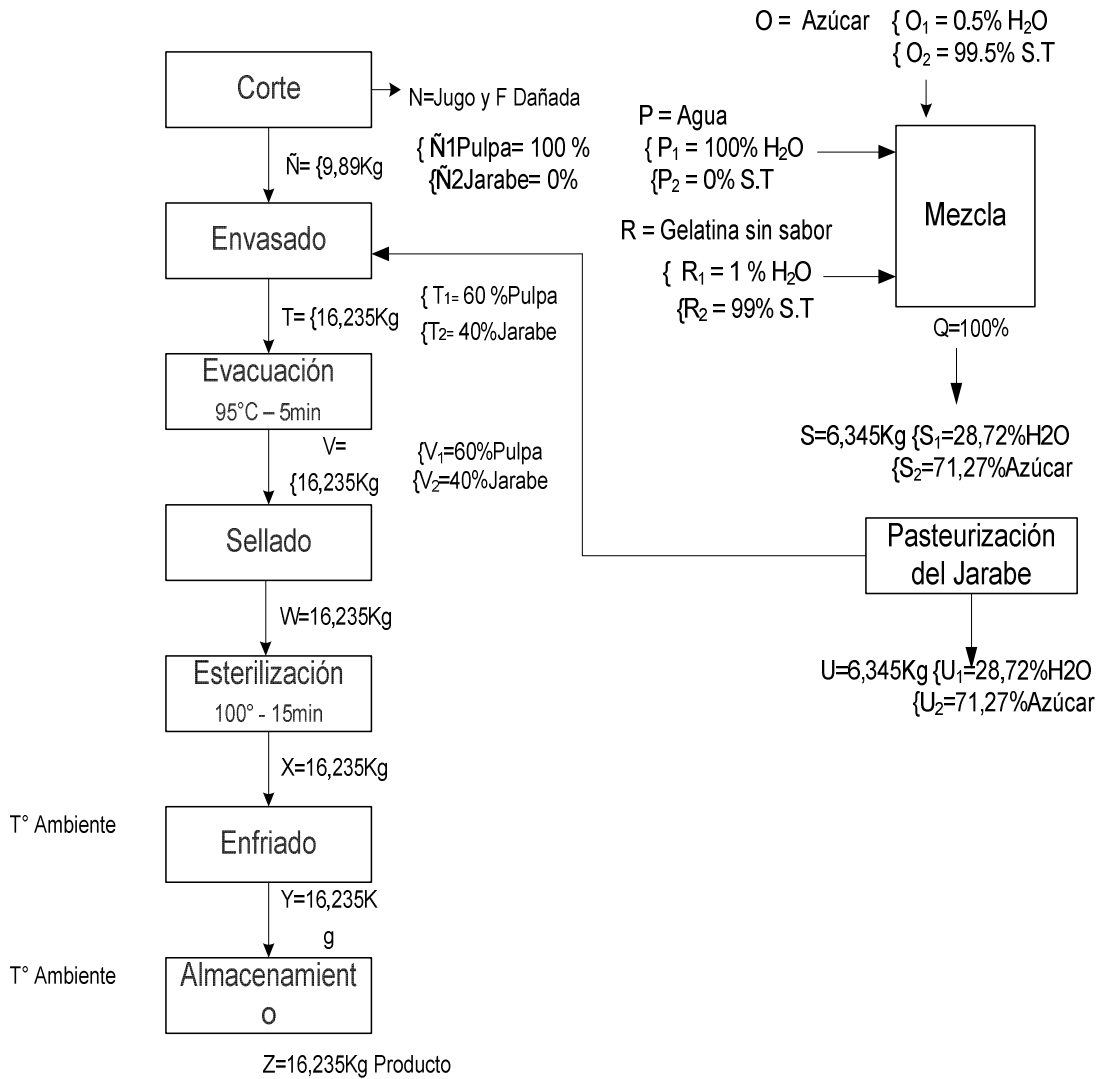 O = Azúcar { O₁ = 0.5% H₂O
{ O₂ = 99.5% S.T
Corte
N=Jugo y F Dañada
P = Agua
{ P₁ = 100% H₂O
{P₂ = 0% S.T
{ Ñ1Pulpa= 100 %
{Ñ2Jarabe= 0%
Ñ= {9,89Kg
Mezcla
Envasado
R = Gelatina sin sabor
{ R₁ = 1 % H₂O
{R₂ = 99% S.T
{ T₁= 60 %Pulpa
{T₂= 40%Jarabe
T= {16,235Kg
Q=100%
Evacuación
95°C – 5min
S=6,345Kg {S₁=28,72%H2O
{S₂=71,27%Azúcar
V=
{16,235Kg
{V₁=60%Pulpa
{V₂=40%Jarabe
Sellado
Pasteurización
del Jarabe
W=16,235Kg
Esterilización
100° - 15min
U=6,345Kg {U₁=28,72%H2O
{U₂=71,27%Azúcar
X=16,235Kg
T° Ambiente
Enfriado
Y=16,235K
g
T° Ambiente
Almacenamient
o
Z=16,235Kg Producto